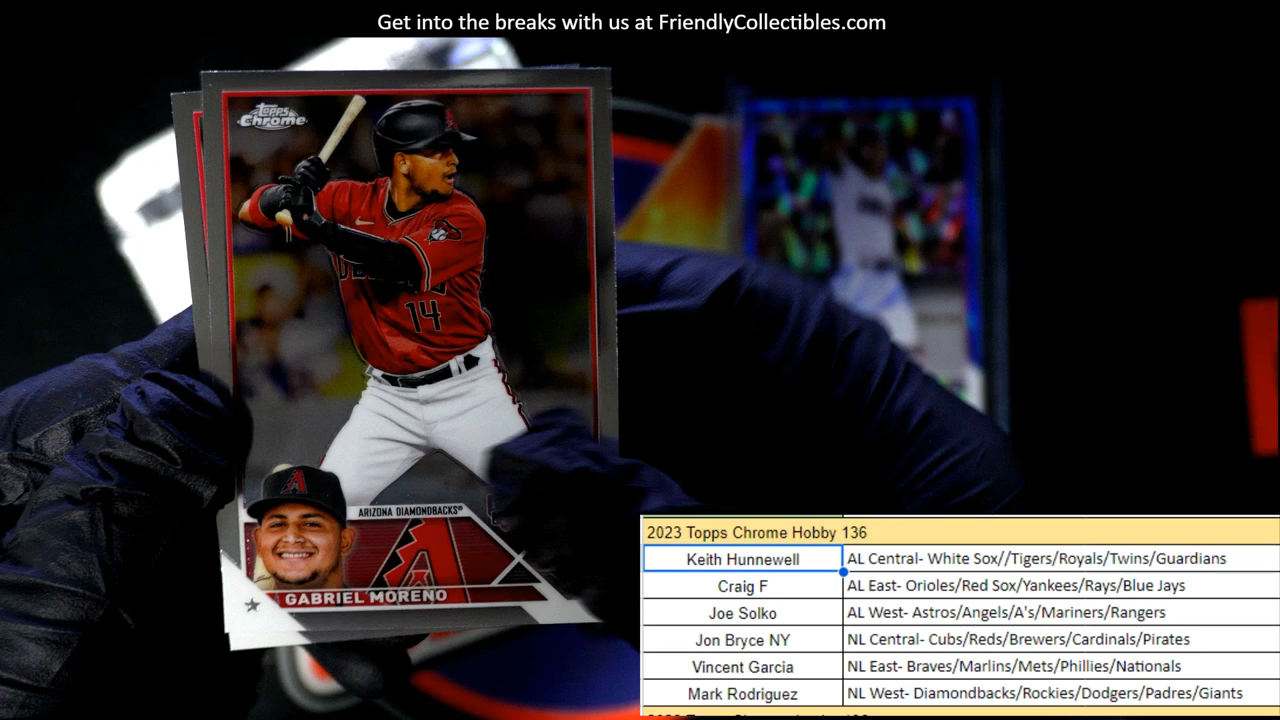 Get into the breaks with us at FriendlyCollectibles.com
Topps
Chrome
14
ARIZONA DIAMONDBACKS®
GABRIEL MORENO
2023 Topps Chrome Hobby 136
Keith Hunnewell AL Central- White Sox//Tigers/Royals/Twins/Guardians
Craig F AL East- Orioles/Red Sox/Yankees/Rays/Blue Jays
Joe Solko AL West- Astros/Angels/A's/Mariners/Rangers
Jon Bryce NY NL Central- Cubs/Reds/Brewers/Cardinals/Pirates
Vincent Garcia NL East- Braves/Marlins/Mets/Phillies/Nationals
Mark Rodriguez NL West- Diamondbacks/Rockies/Dodgers/Padres/Giants